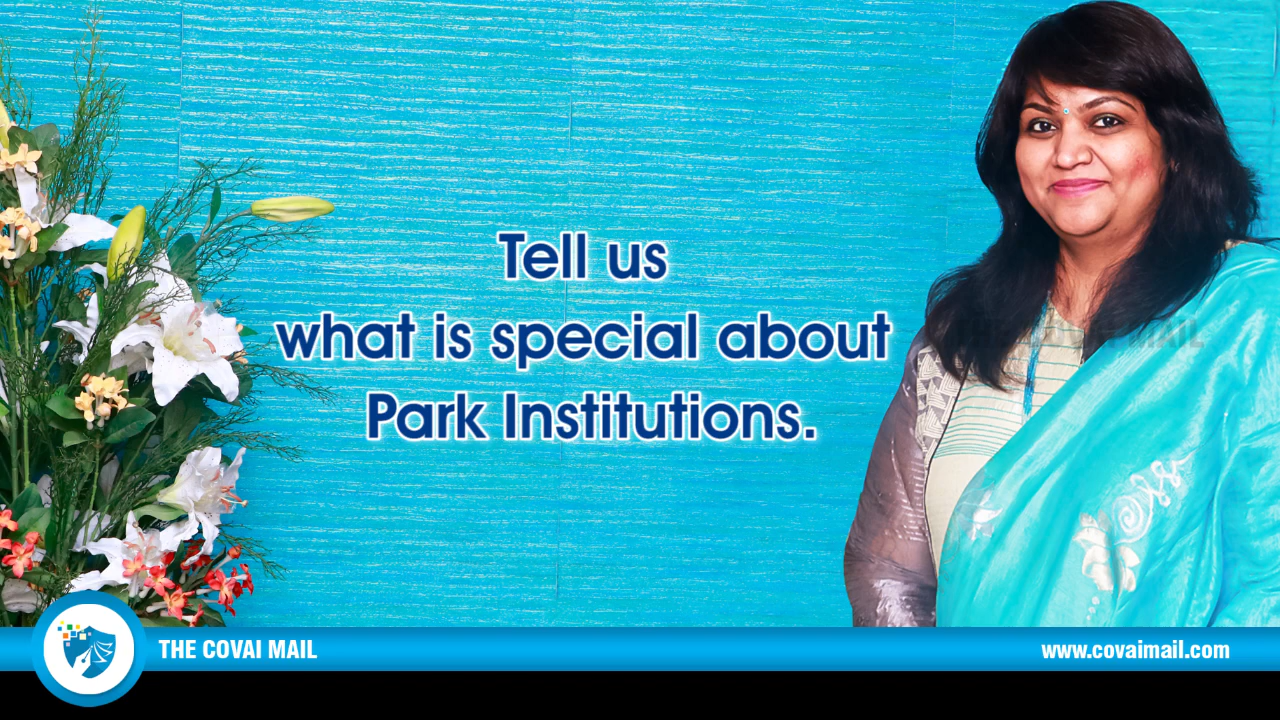 Tell us
what is special about
Park Institutions.
THE COVAI MAIL
www.covaimail.com